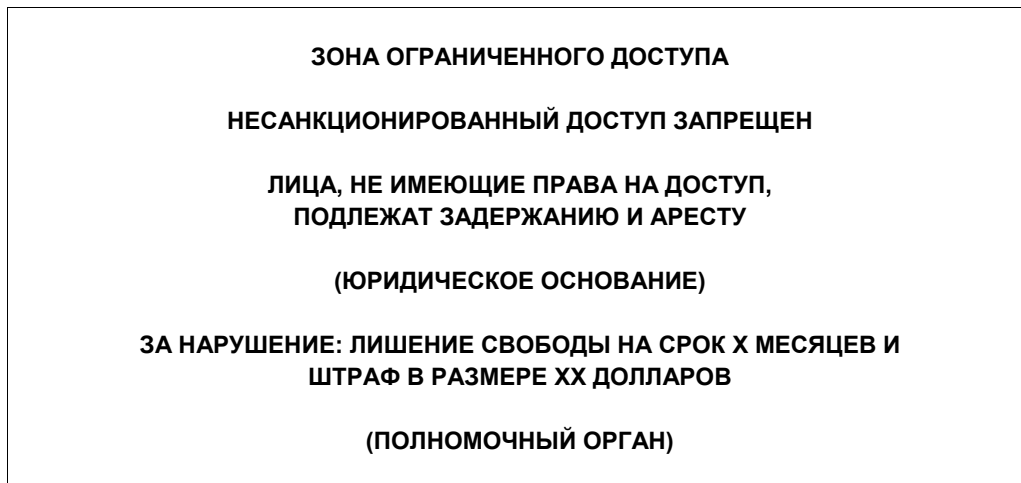 ЗОНА ОГРАНИЧЕННОГО ДОСТУПА
НЕСАНКЦИОНИРОВАННЫЙ ДОСТУП ЗАПРЕЩЕН
ЛИЦА, НЕ ИМЕЮЩИЕ ПРАВА НА ДОСТУП,
ПОДЛЕЖАТ ЗАДЕРЖАНИЮ И АРЕСТУ
(ЮРИДИЧЕСКОЕ ОСНОВАНИЕ)
ЗА НАРУШЕНИЕ: ЛИШЕНИЕ СВОБОДЫ НА СРОК Х МЕСЯЦЕВ И
ШТРАФ В РАЗМЕРЕ ХХ ДОЛЛАРОВ
(ПОЛНОМОЧНЫЙ ОРГАН)